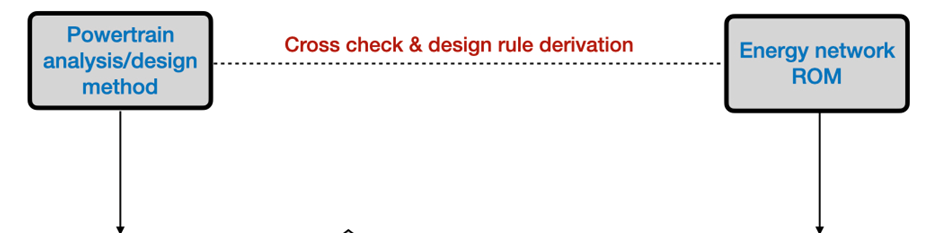 Powertrain
analysis/design
method
Cross check & design rule derivation
Energy network
ROM